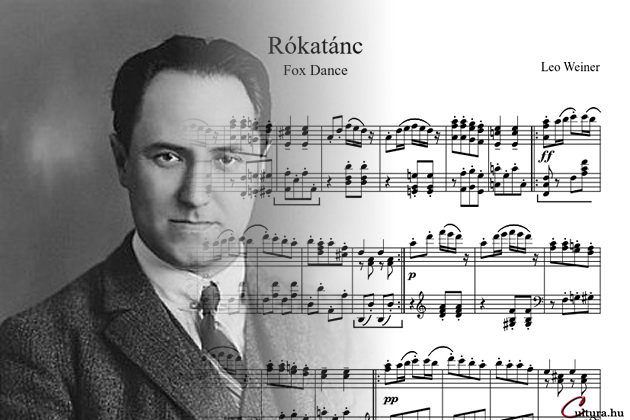 Rókatánc
Fox Dance
Leo Weiner
ff
p
pp
Cultura.hu